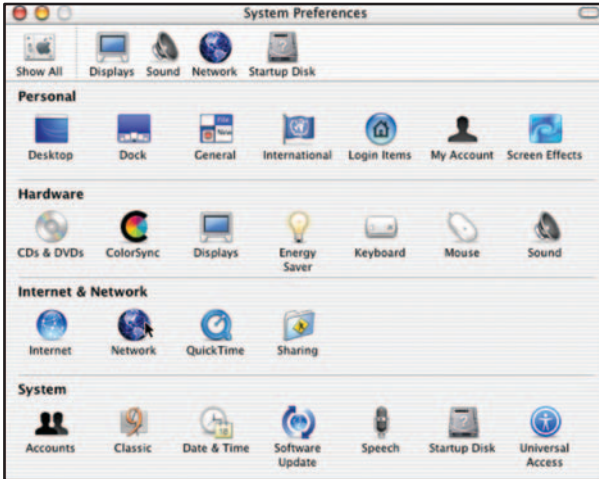 System Preferences
Show All Displays Sound Network Startup Disk
Personal
Desktop Dock General International Login Items My Account Screen Effects
Hardware
CDs & DVDs ColorSync Displays Energy Saver Keyboard Mouse Sound
Internet & Network
Internet Network QuickTime Sharing
System
Accounts Classic Date & Time Software Update Speech Startup Disk Universal Access